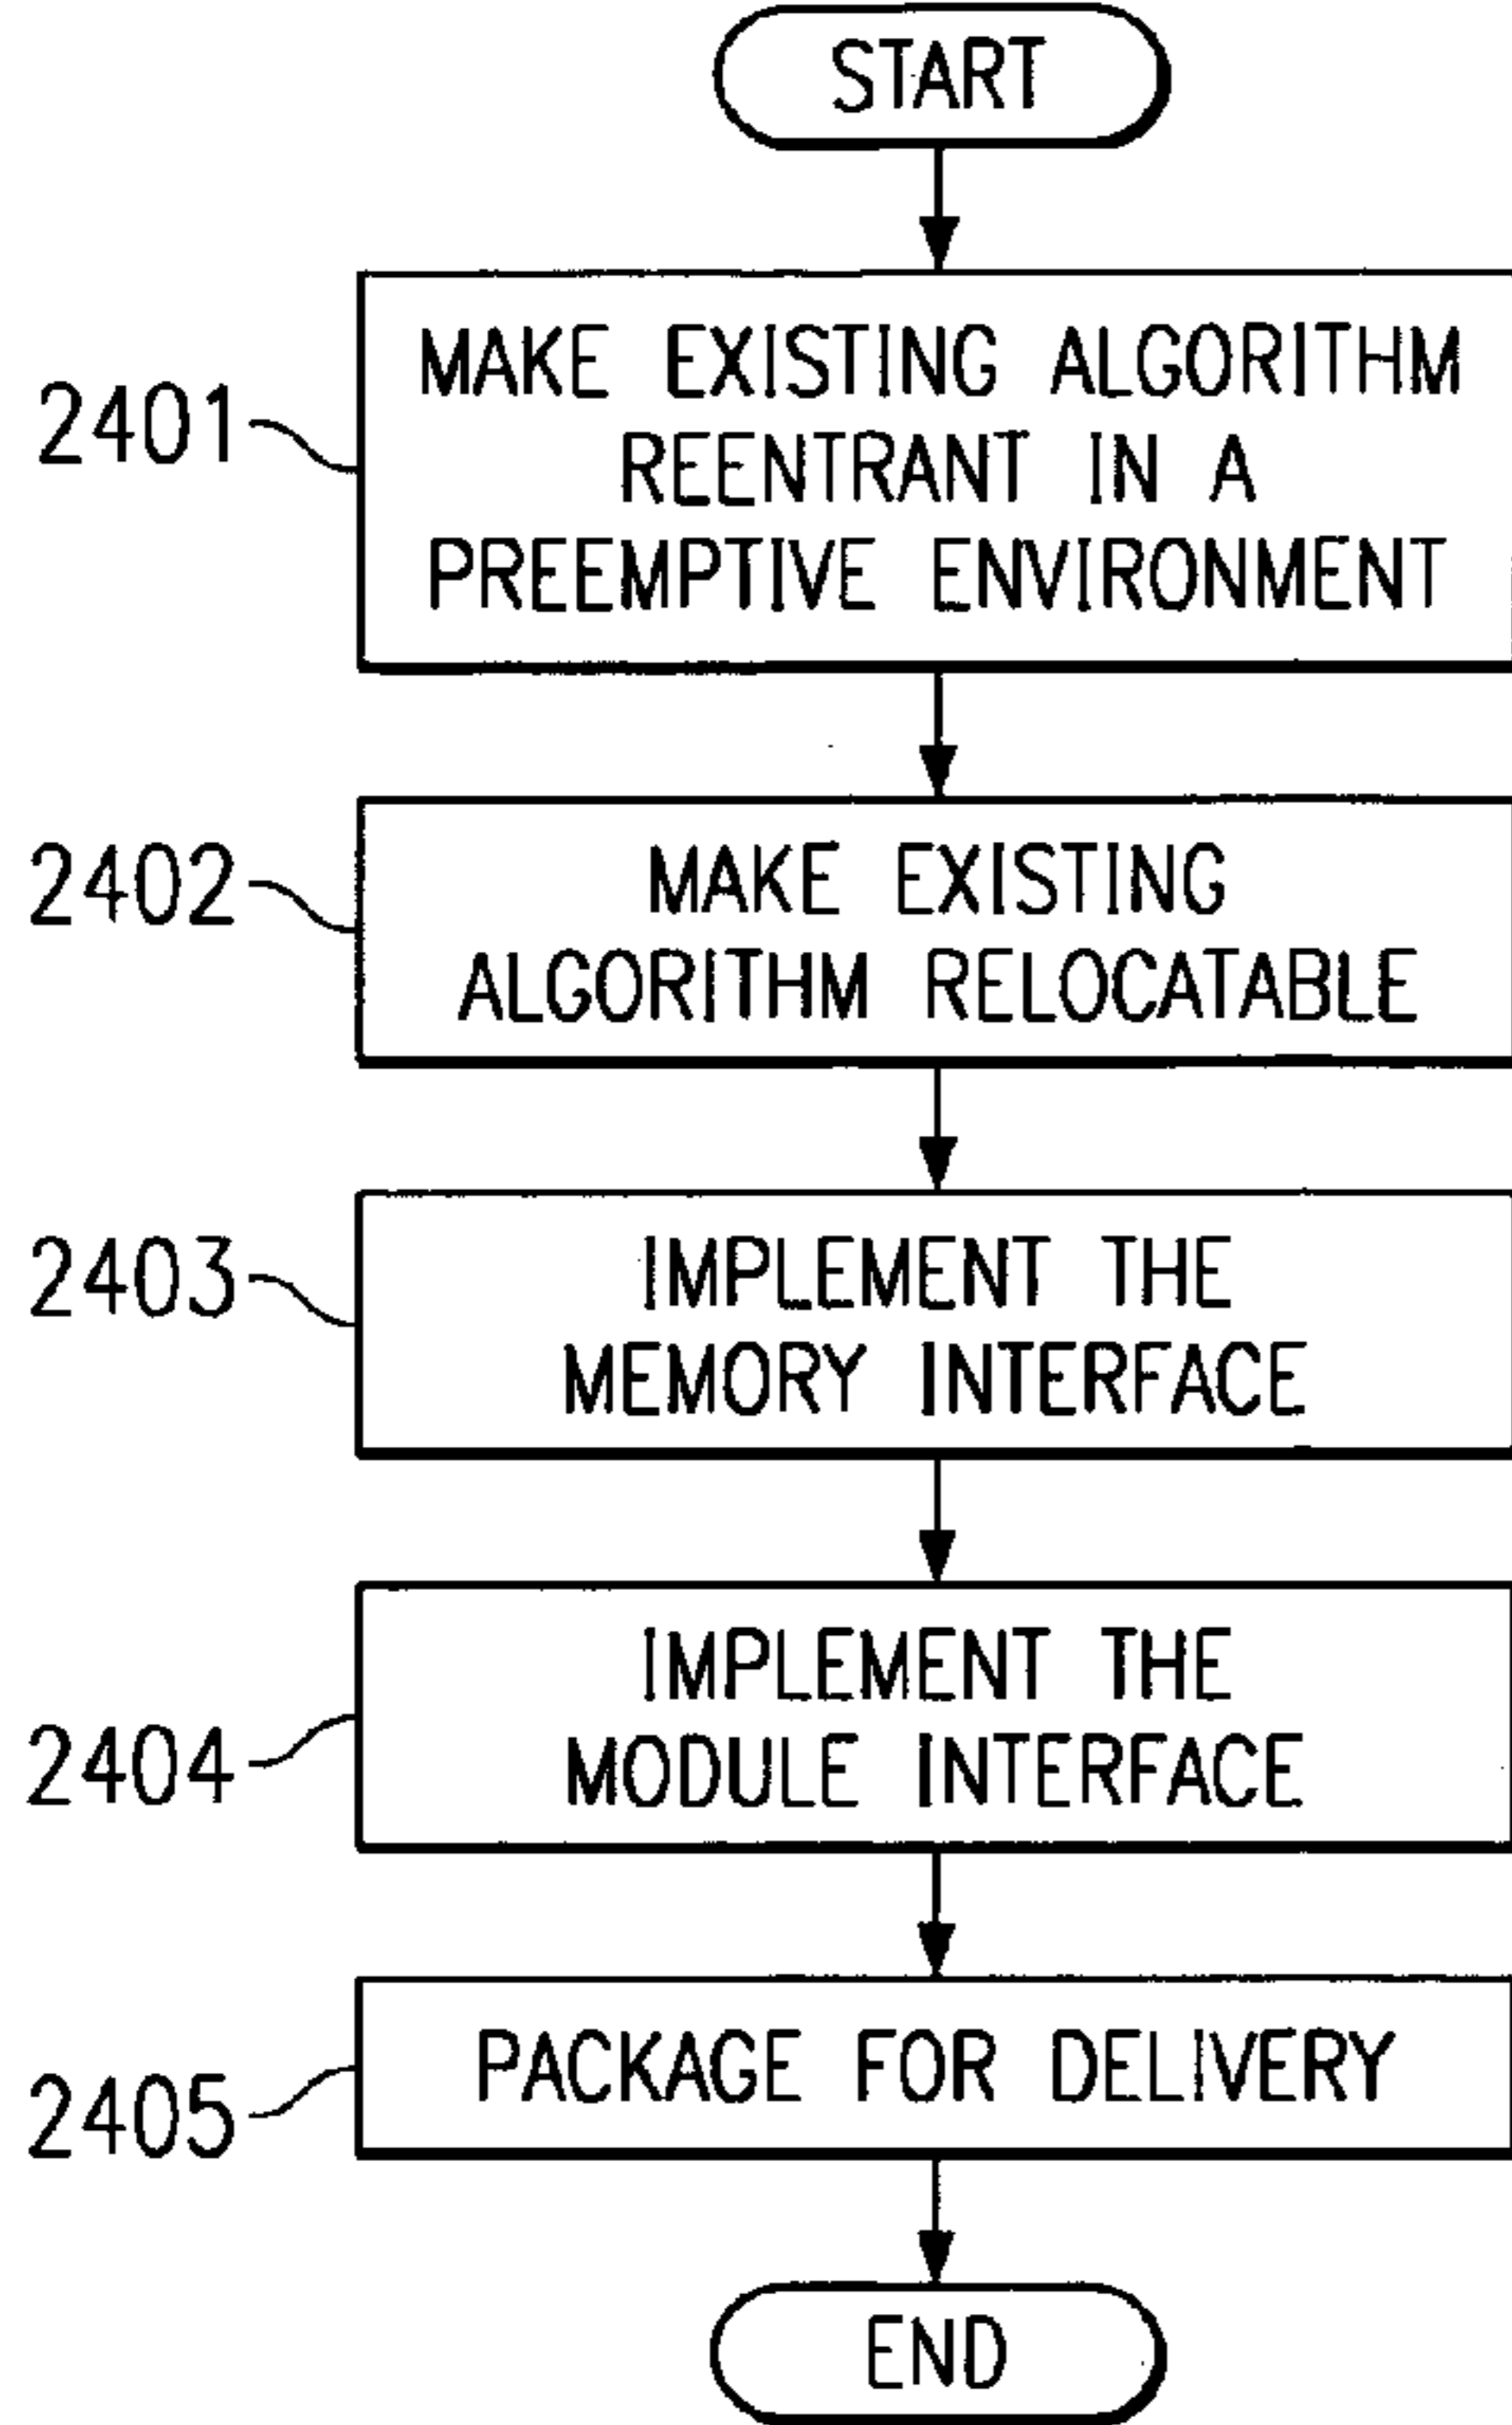 START
2401
MAKE EXISTING ALGORITHM
REENTRANT IN A
PREEMPTIVE ENVIRONMENT
2402
MAKE EXISTING
ALGORITHM RELOCATABLE
2403
IMPLEMENT THE
MEMORY INTERFACE
2404
IMPLEMENT THE
MODULE INTERFACE
2405
PACKAGE FOR DELIVERY
END